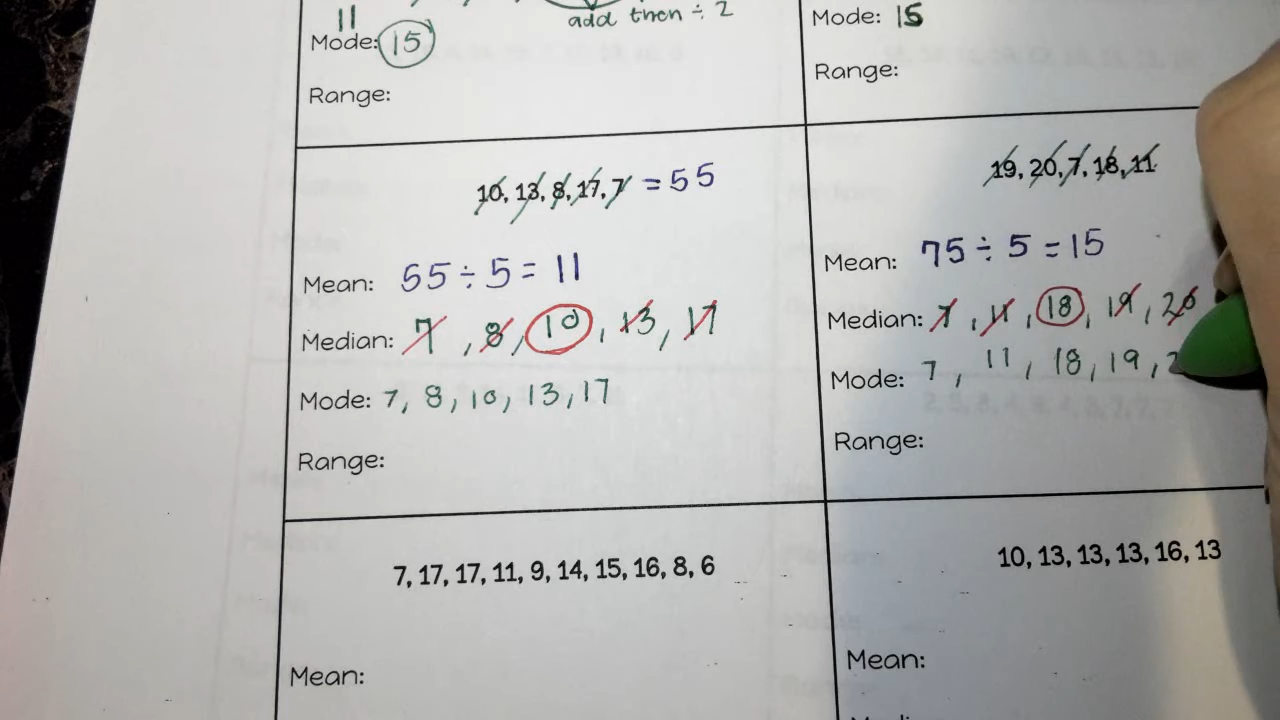 11
add then ÷ 2
Mode: 15
Range:
Mode: 15
Range:
10, 13, 8, 17, 7 = 55
Mean: 55 ÷ 5 = 11
Median: 7, 8, 10, 13, 17
Mode: 7, 8, 10, 13, 17
Range:
19, 20, 7, 18, 11
Mean: 75 ÷ 5 = 15
Median: 7, 11, 18, 19, 20
Mode: 7, 11, 18, 19, 2
Range:
7, 17, 17, 11, 9, 14, 15, 16, 8, 6
Mean:
10, 13, 13, 13, 16, 13
Mean: